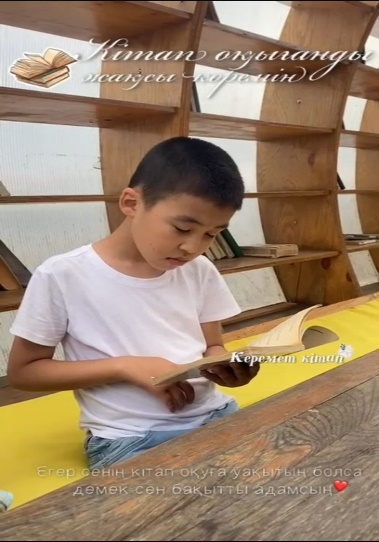 Кітап оқығанды
жақсы көремін
Керемет кітап
Егер сенің кітап оқуға уақытың болса
демек сен бақытты адамсың❤️